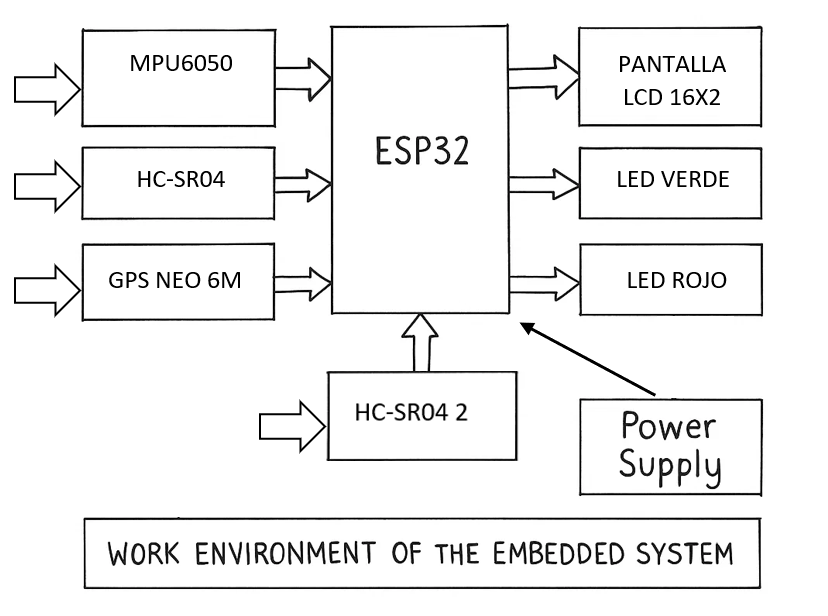 MPU6050
HC-SR04
GPS NEO 6M
ESP32
PANTALLA
LCD 16X2
LED VERDE
LED ROJO
HC-SR04 2
Power
Supply
WORK ENVIRONMENT OF THE EMBEDDED SYSTEM